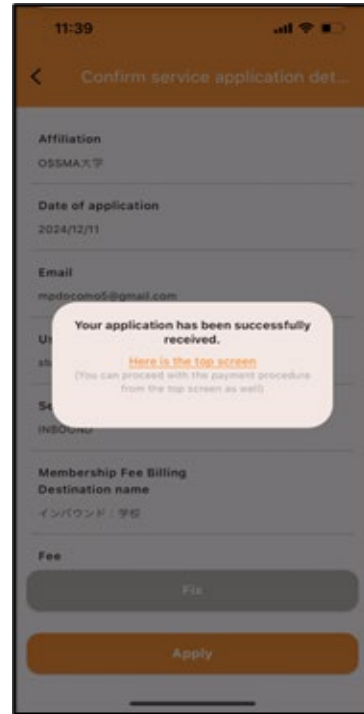 11:39
Confirm service application det...
Affiliation
OSSMA大学
Date of application
2024/12/11
Email
mpdocomo5@gmail.com
Your application has been successfully
received.
Here is the top screen
(You can proceed with the payment procedure
from the top screen as well)
INBOUND
Membership Fee Billing
Destination name
インバウンド：学校
Fee
Fix
Apply